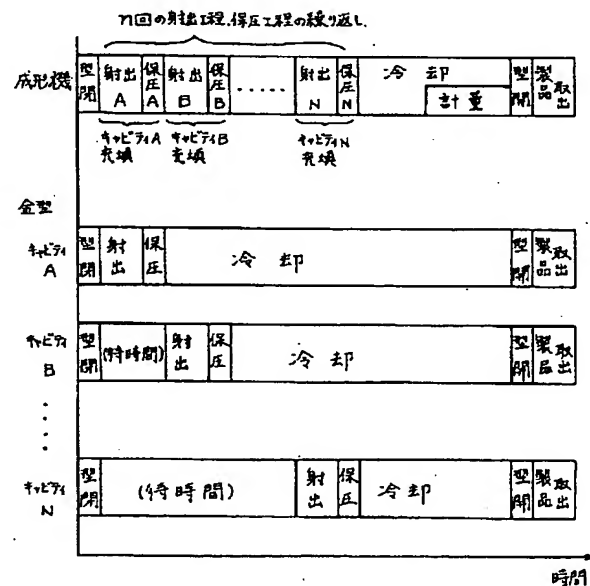 n回の射出工程、保圧工程の繰り返し
成形機
型閉 射出A 保圧A 射出B 保圧B ‥‥‥ 射出N 保圧N 冷却 計量 型開 製品取出
キャビティA充填 キャビティB充填 キャビティN充填
金型
キャビティA
型閉 射出 保圧 冷却 型開 製品取出
キャビティB
型閉 (待時間) 射出 保圧 冷却 型開 製品取出
キャビティN
型閉 (待時間) 射出 保圧 冷却 型開 製品取出
時間